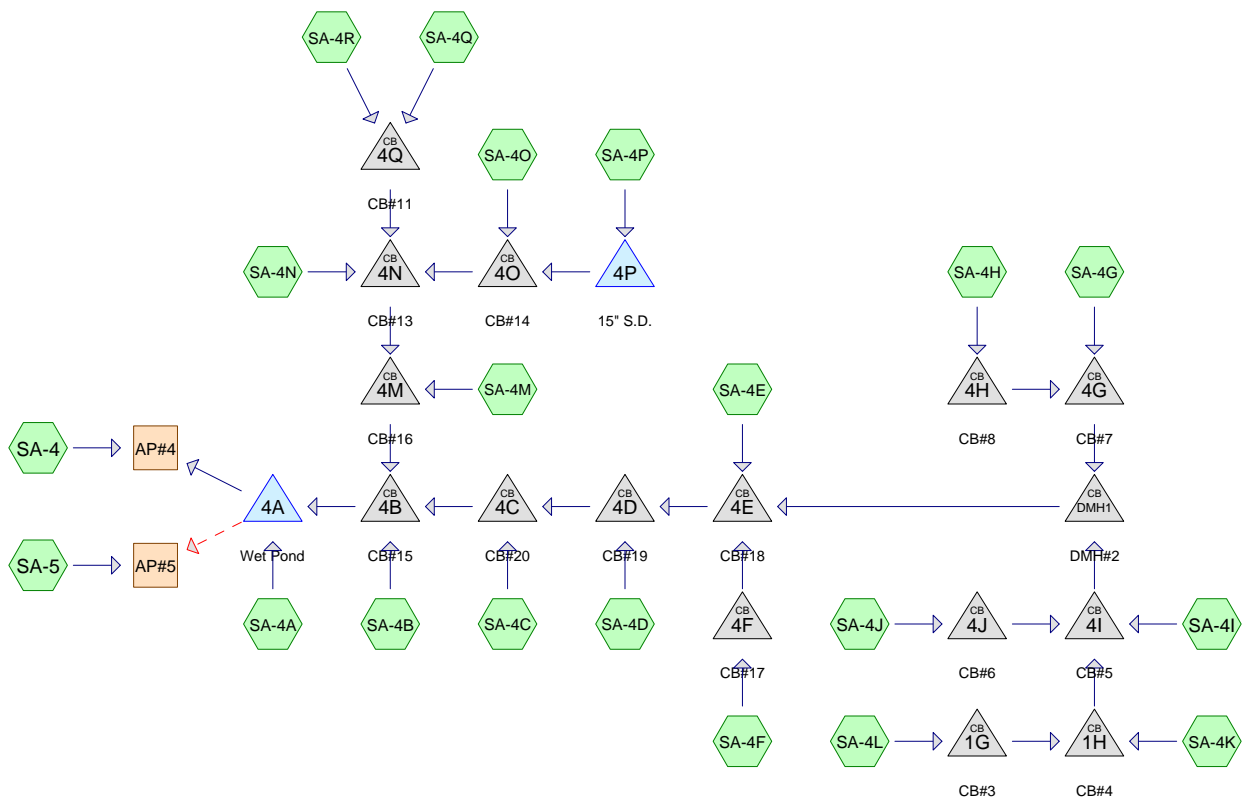 SA-4R
SA-4Q
CB
4Q
CB#11
SA-4O
SA-4P
SA-4N
CB
4N
CB#13
CB
4O
CB#14
4P
15" S.D.
SA-4H
SA-4G
CB
4M
CB#16
SA-4M
SA-4E
CB
4H
CB#8
CB
4G
CB#7
SA-4
AP#4
4A
Wet Pond
CB
4B
CB#15
CB
4C
CB#20
CB
4D
CB#19
CB
4E
CB#18
CB
DMH1
DMH#2
SA-5
AP#5
SA-4A
SA-4B
SA-4C
SA-4D
CB
4F
CB#17
SA-4J
CB
4J
CB#6
CB
4I
CB#5
SA-4I
SA-4F
SA-4L
CB
1G
CB#3
CB
1H
CB#4
SA-4K